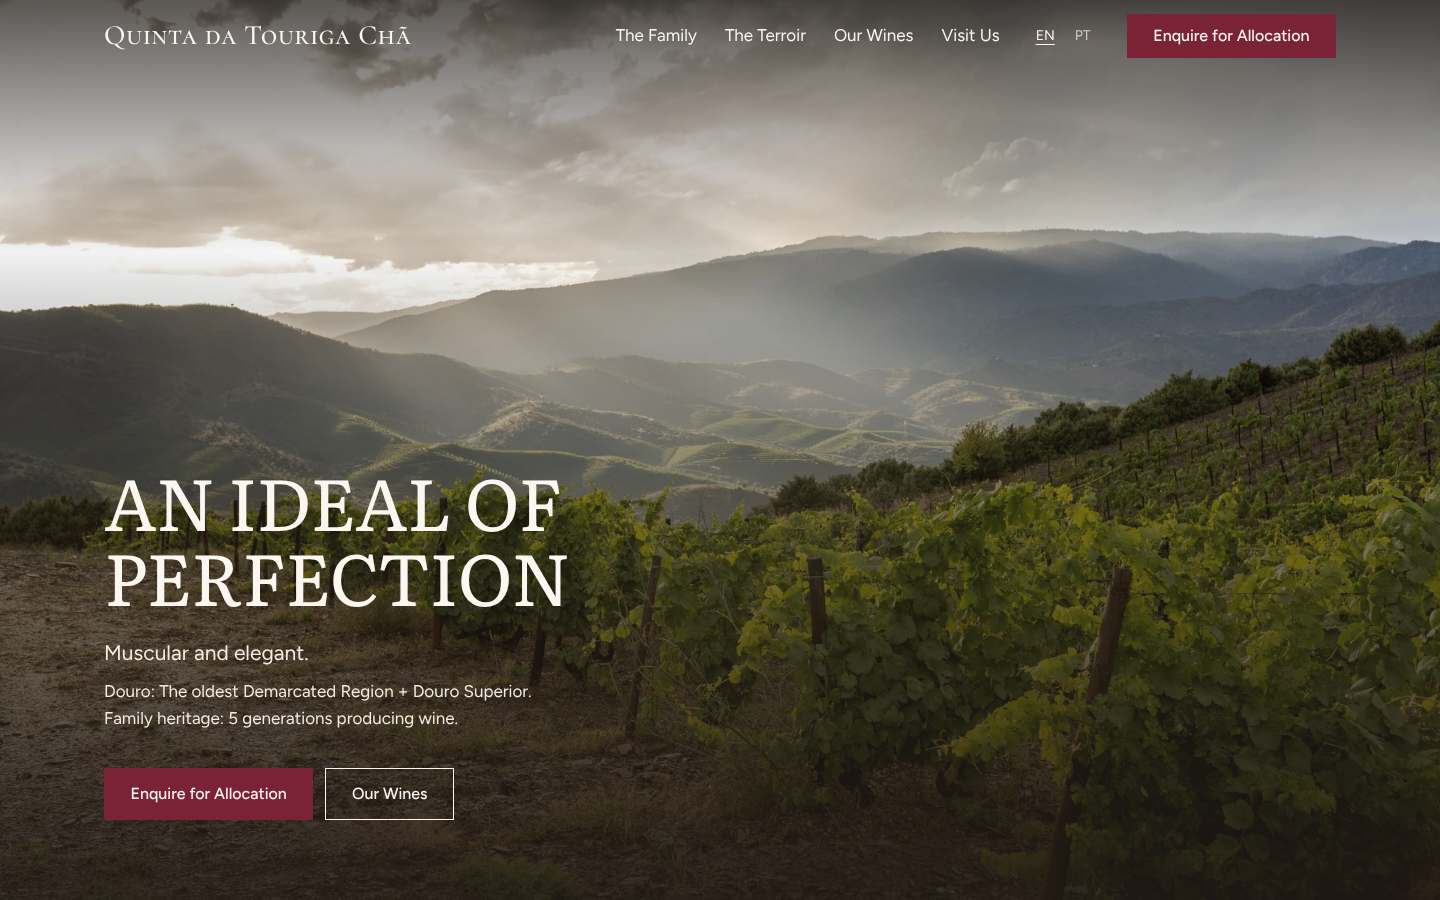 Quinta da Touriga Chã
The Family
The Terroir
Our Wines
Visit Us
EN
PT
Enquire for Allocation
AN IDEAL OF
PERFECTION
Muscular and elegant.
Douro: The oldest Demarcated Region + Douro Superior.
Family heritage: 5 generations producing wine.
Enquire for Allocation
Our Wines